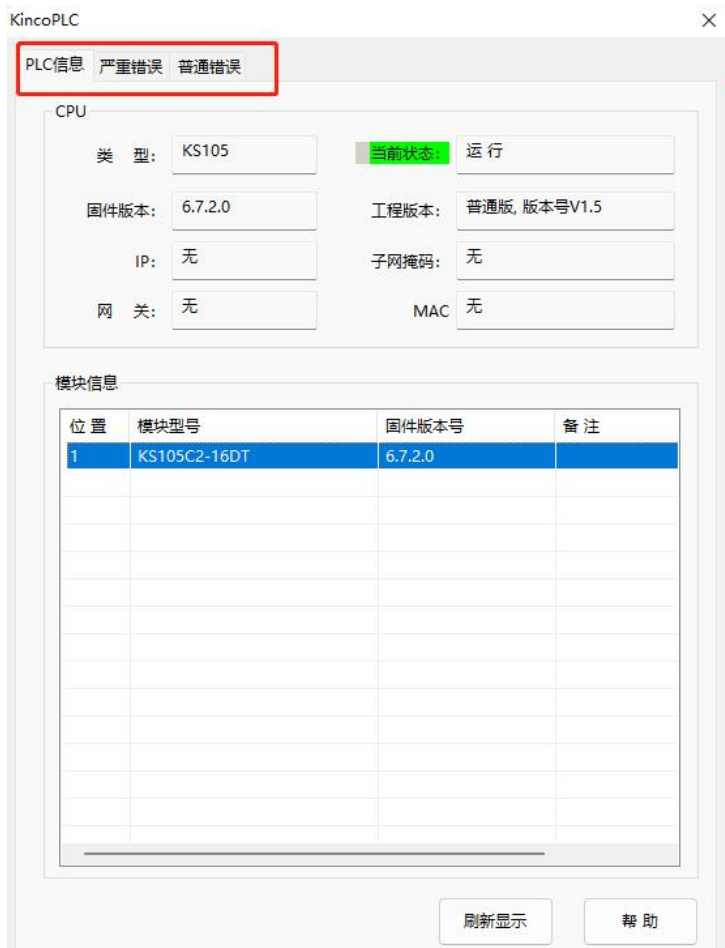 KincoPLC
PLC信息 严重错误 普通错误
CPU
类 型: KS105 当前状态: 运行
固件版本: 6.7.2.0 工程版本: 普通版, 版本号V1.5
IP: 无 子网掩码: 无
网 关: 无 MAC 无
模块信息
位置 模块型号 固件版本号 备注
1 KS105C2-16DT 6.7.2.0
刷新显示 帮助